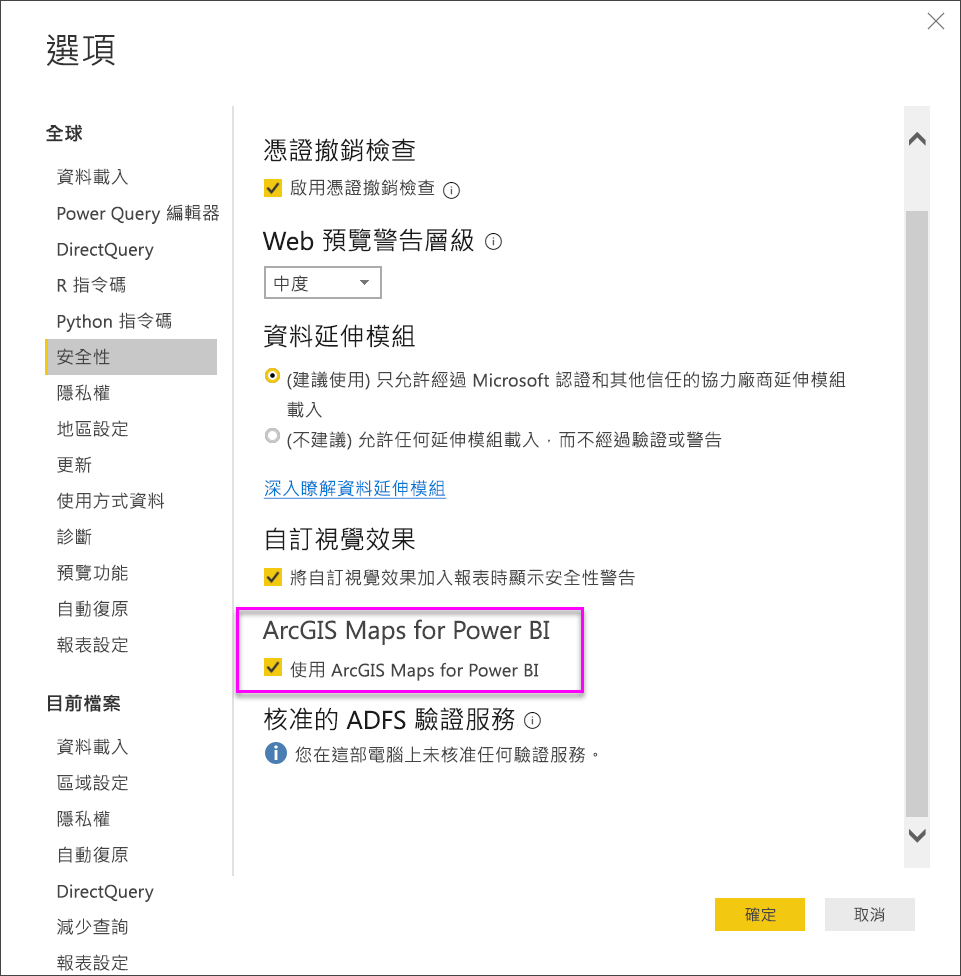 選項
全球
資料載入
Power Query 編輯器
DirectQuery
R 指令碼
Python 指令碼
安全性
隱私權
地區設定
更新
使用方式資料
診斷
預覽功能
自動復原
報表設定
目前檔案
資料載入
區域設定
隱私權
自動復原
DirectQuery
減少查詢
報表設定
憑證撤銷檢查
啟用憑證撤銷檢查
Web 預覽警告層級
中度
資料延伸模組
(建議使用) 只允許經過 Microsoft 認證和其他信任的協力廠商延伸模組
載入
(不建議) 允許任何延伸模組載入，而不經過驗證或警告
深入瞭解資料延伸模組
自訂視覺效果
將自訂視覺效果加入報表時顯示安全性警告
ArcGIS Maps for Power BI
使用 ArcGIS Maps for Power BI
核准的 ADFS 驗證服務
您在這部電腦上未核准任何驗證服務。
確定
取消